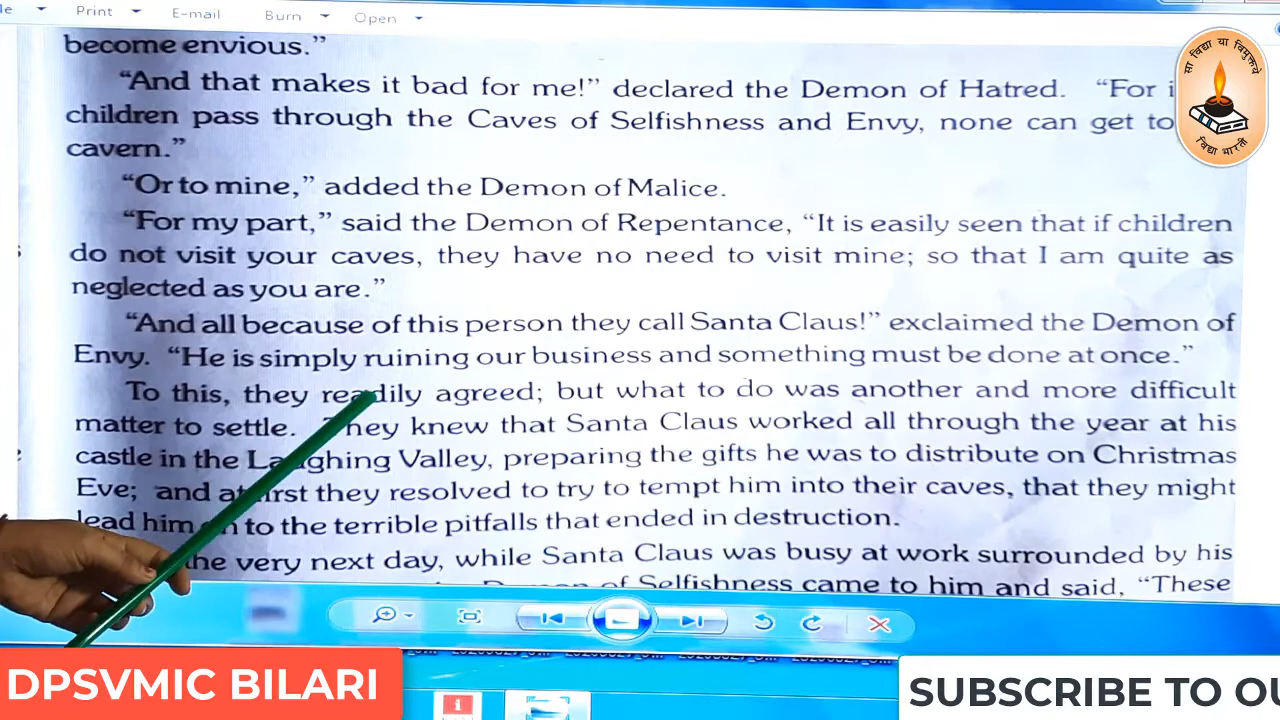 Print E-mail Burn Open
become envious.”
“And that makes it bad for me!” declared the Demon of Hatred. “For
children pass through the Caves of Selfishness and Envy, none can get to
cavern.”
“Or to mine,” added the Demon of Malice.
“For my part,” said the Demon of Repentance, “It is easily seen that if children
do not visit your caves, they have no need to visit mine; so that I am quite as
neglected as you are.”
“And all because of this person they call Santa Claus!” exclaimed the Demon of
Envy. “He is simply ruining our business and something must be done at once.”
To this, they readily agreed; but what to do was another and more difficult
matter to settle. They knew that Santa Claus worked all through the year at his
castle in the Laughing Valley, preparing the gifts he was to distribute on Christmas
Eve; and at first they resolved to try to tempt him into their caves, that they might
lead him on to the terrible pitfalls that ended in destruction.
the very next day, while Santa Claus was busy at work surrounded by his
of Selfishness came to him and said, “These
सा विद्या या विमुक्तये
विद्या भारती
DPSVMIC BILARI
SUBSCRIBE TO OU